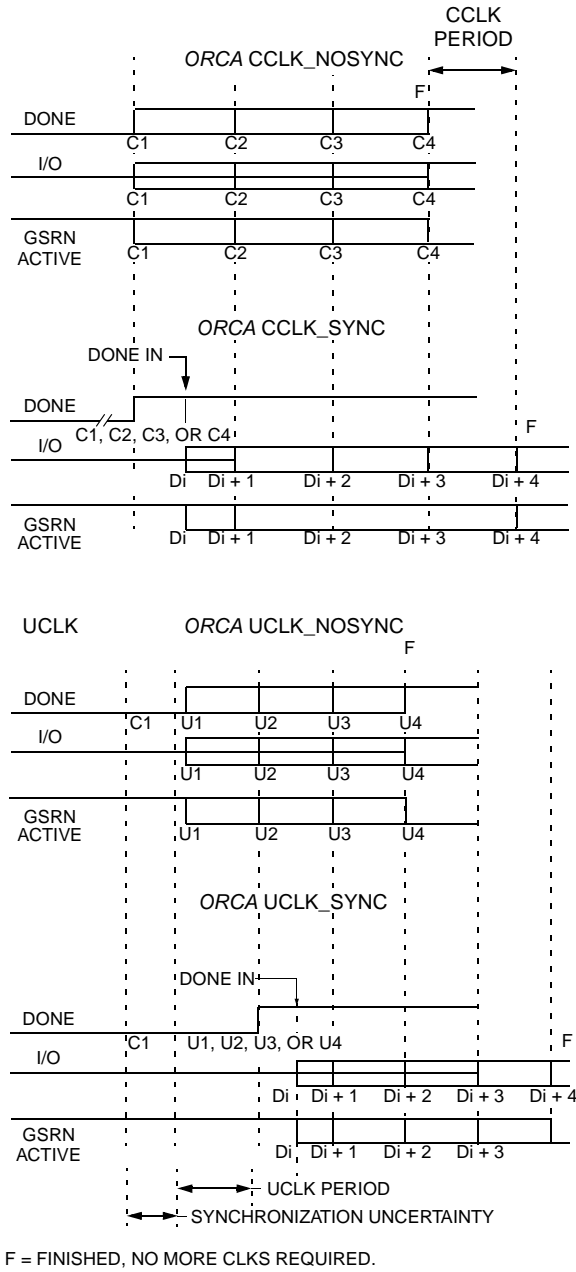 CCLK
PERIOD
ORCA CCLK_NOSYNC
F
DONE
C1 C2 C3 C4
I/O
C1 C2 C3 C4
GSRN
ACTIVE
C1 C2 C3 C4
ORCA CCLK_SYNC
DONE IN
DONE
C1, C2, C3, OR C4
F
I/O
Di Di + 1 Di + 2 Di + 3 Di + 4
GSRN
ACTIVE
Di Di + 1 Di + 2 Di + 3 Di + 4
UCLK ORCA UCLK_NOSYNC
F
DONE
C1 U1 U2 U3 U4
I/O
U1 U2 U3 U4
GSRN
ACTIVE
U1 U2 U3 U4
ORCA UCLK_SYNC
DONE IN
DONE
C1 U1, U2, U3, OR U4
F
I/O
Di Di + 1 Di + 2 Di + 3 Di + 4
GSRN
ACTIVE
Di Di + 1 Di + 2 Di + 3
UCLK PERIOD
SYNCHRONIZATION UNCERTAINTY
F = FINISHED, NO MORE CLKS REQUIRED.